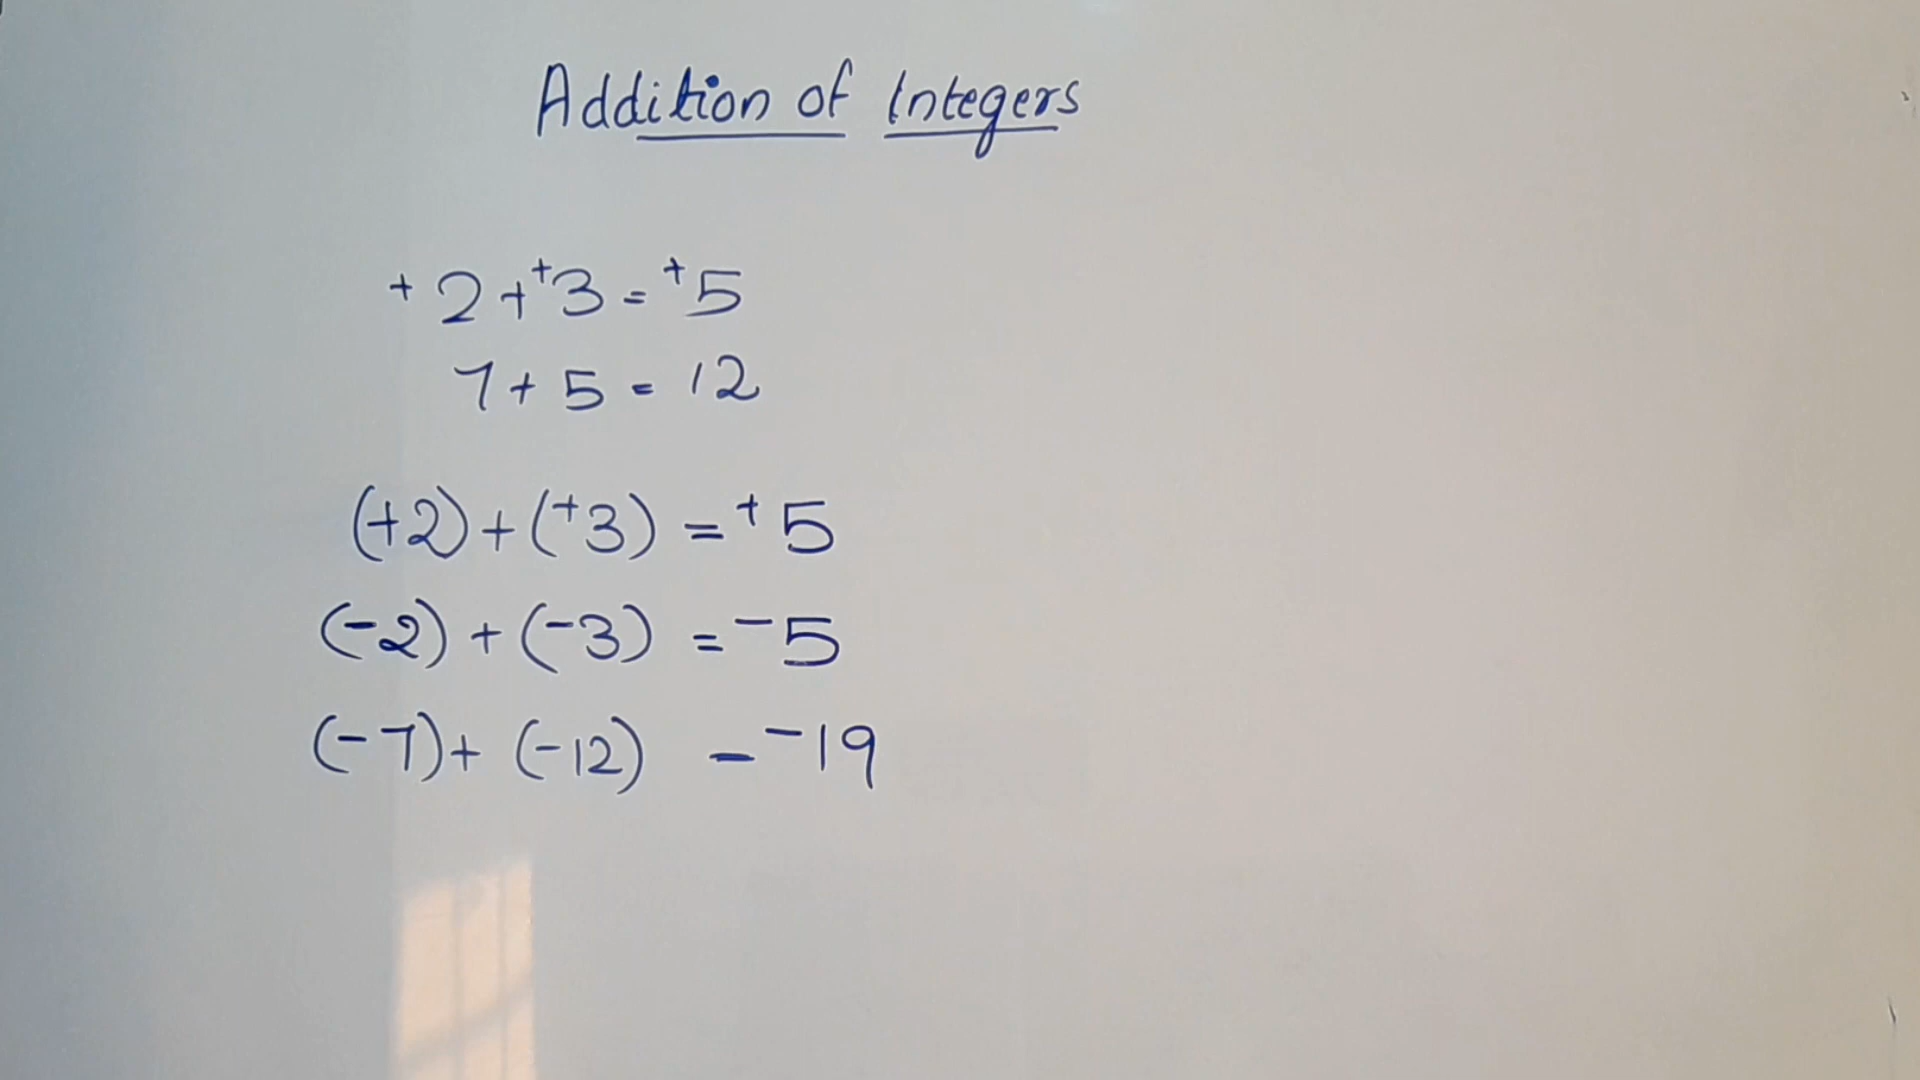 Addition of Integers
+2 + +3 = +5
7 + 5 = 12
(+2) + (+3) = +5
(-2) + (-3) = -5
(-7) + (-12) - -19